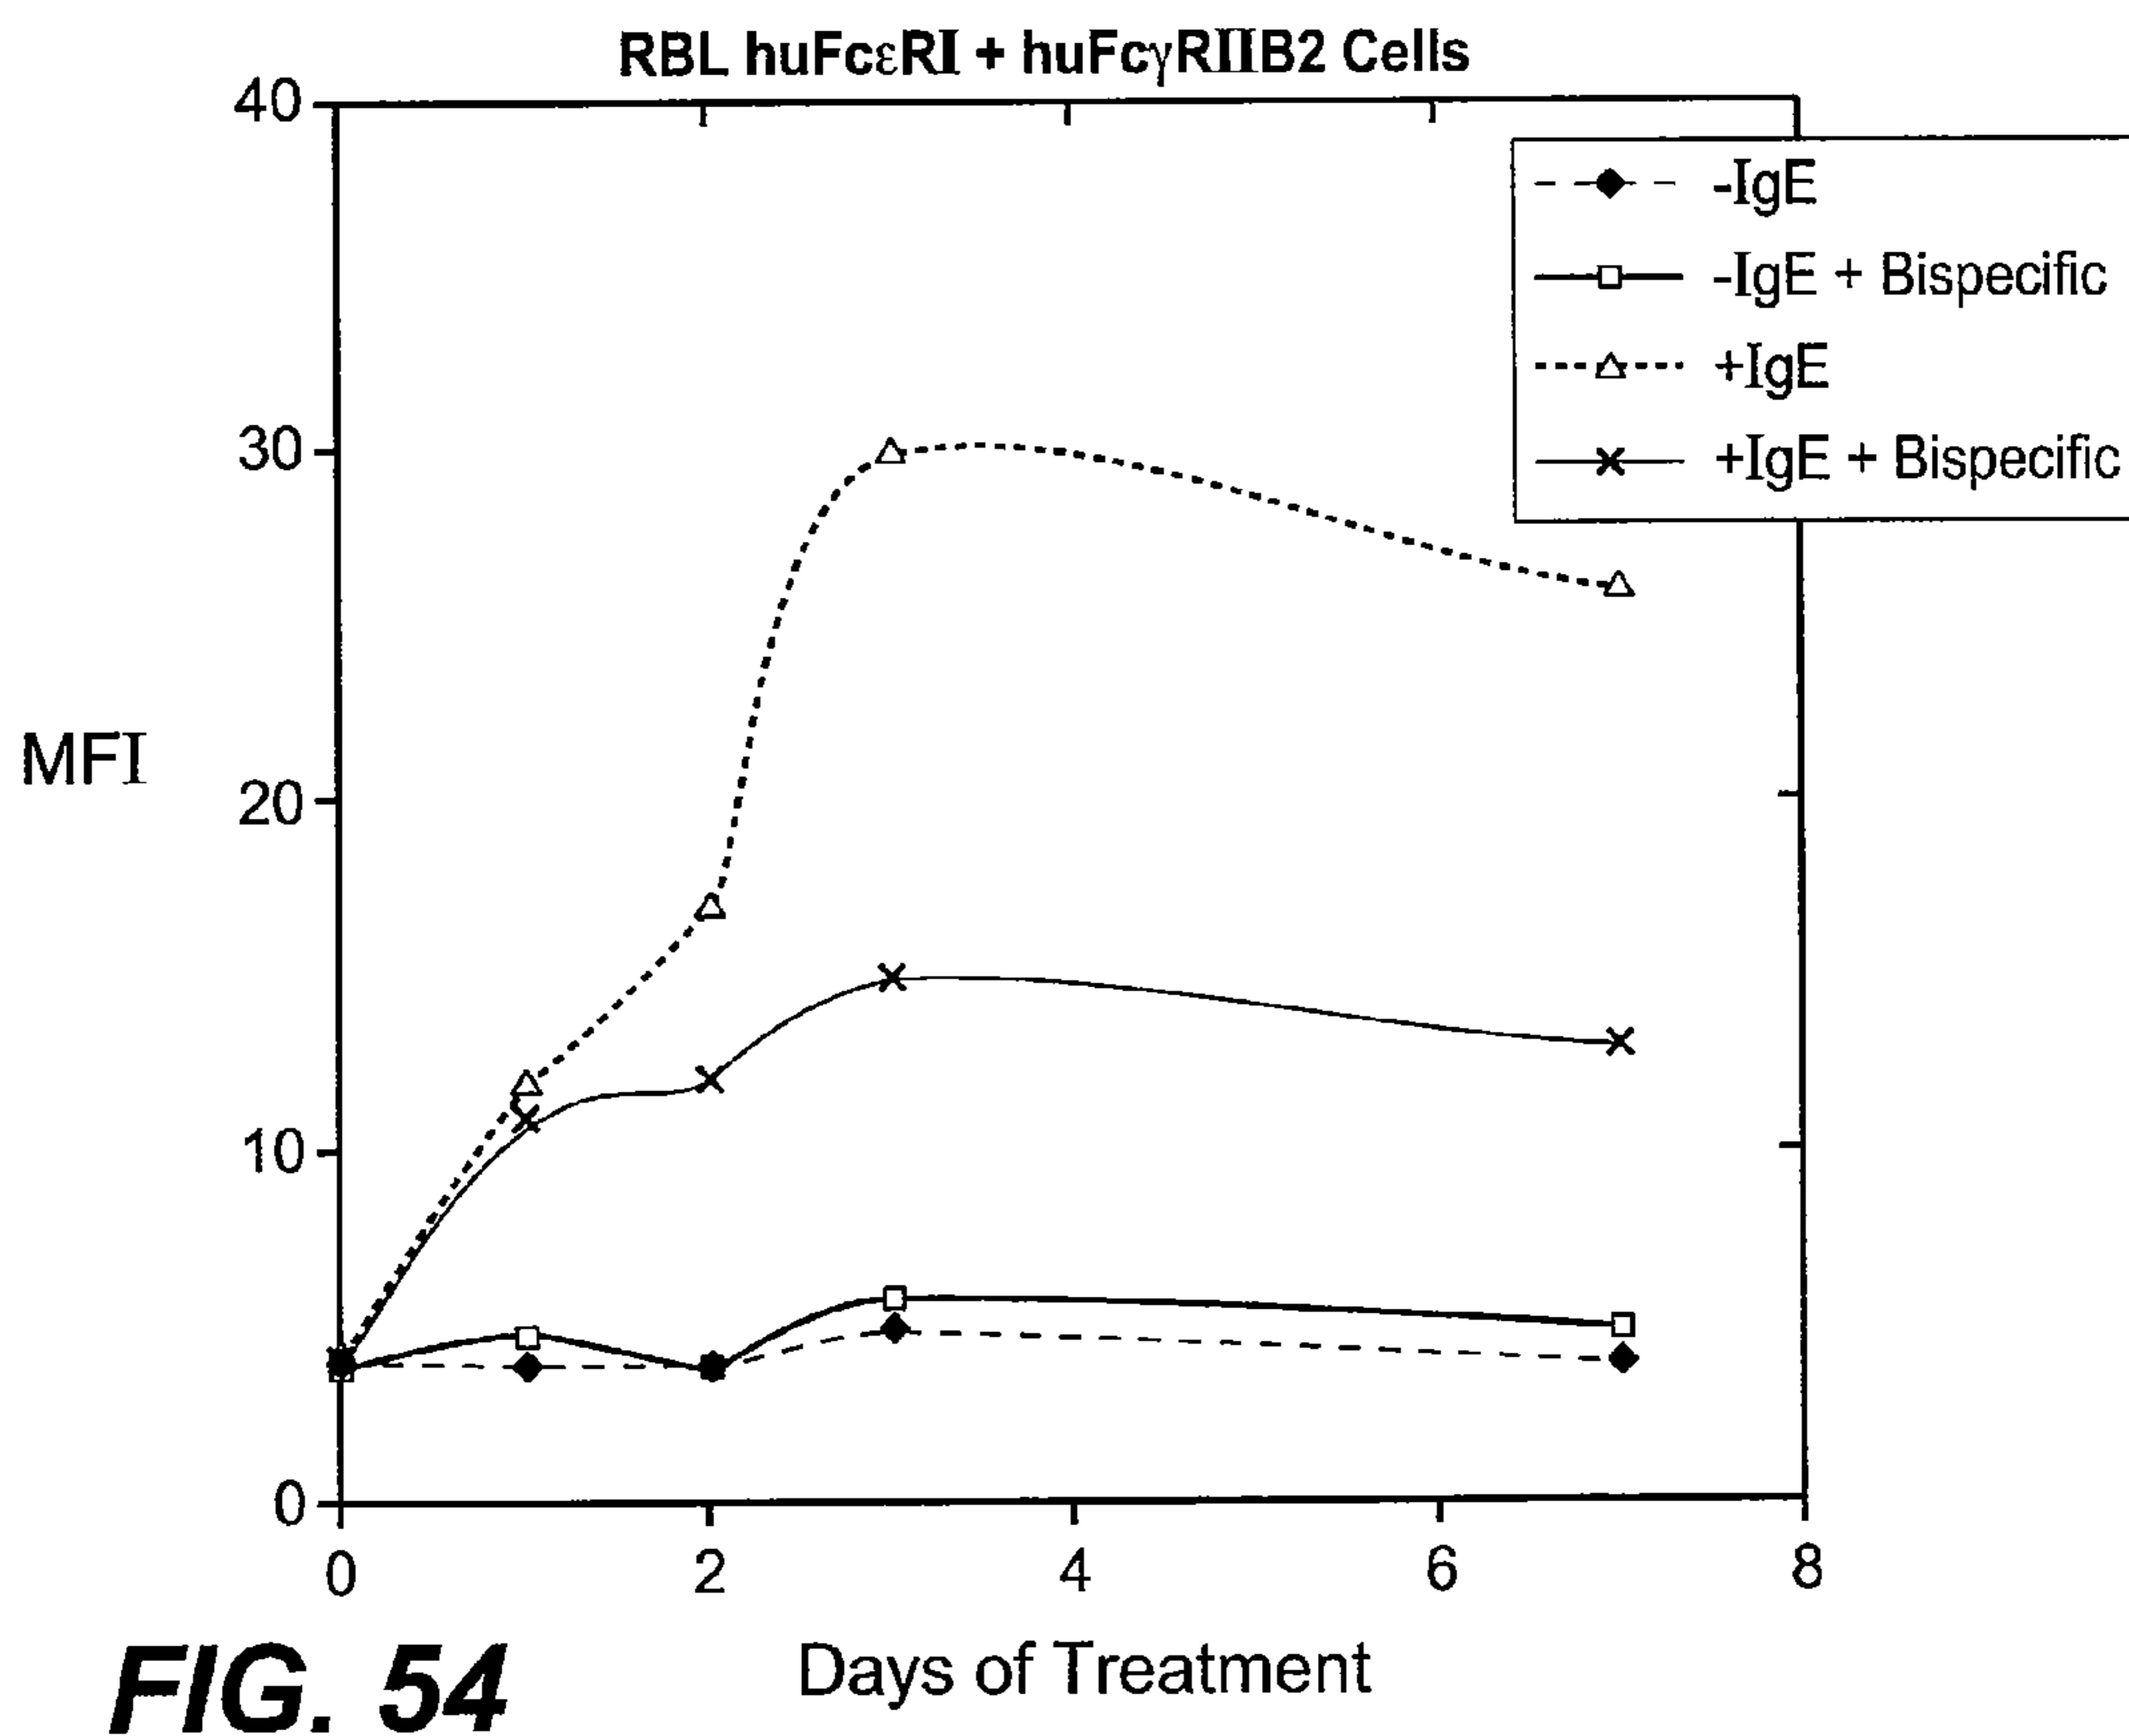 RBL huFcεRI + huFcγRIIB2 Cells
40
30
20
10
0
MFI
-IgE
-IgE + Bispecific
+IgE
+IgE + Bispecific
0 2 4 6 8
Days of Treatment
FIG. 54